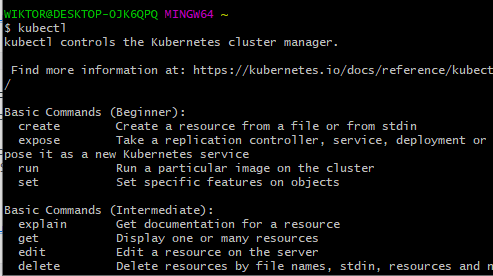 WIKTOR@DESKTOP-OJK6QPQ MINGW64 ~
$ kubectl
kubectl controls the Kubernetes cluster manager.
Find more information at: https://kubernetes.io/docs/reference/kubect
/
Basic Commands (Beginner):
create Create a resource from a file or from stdin
expose Take a replication controller, service, deployment or
pose it as a new Kubernetes service
run Run a particular image on the cluster
set Set specific features on objects
Basic Commands (Intermediate):
explain Get documentation for a resource
get Display one or many resources
edit Edit a resource on the server
delete Delete resources by file names, stdin, resources and